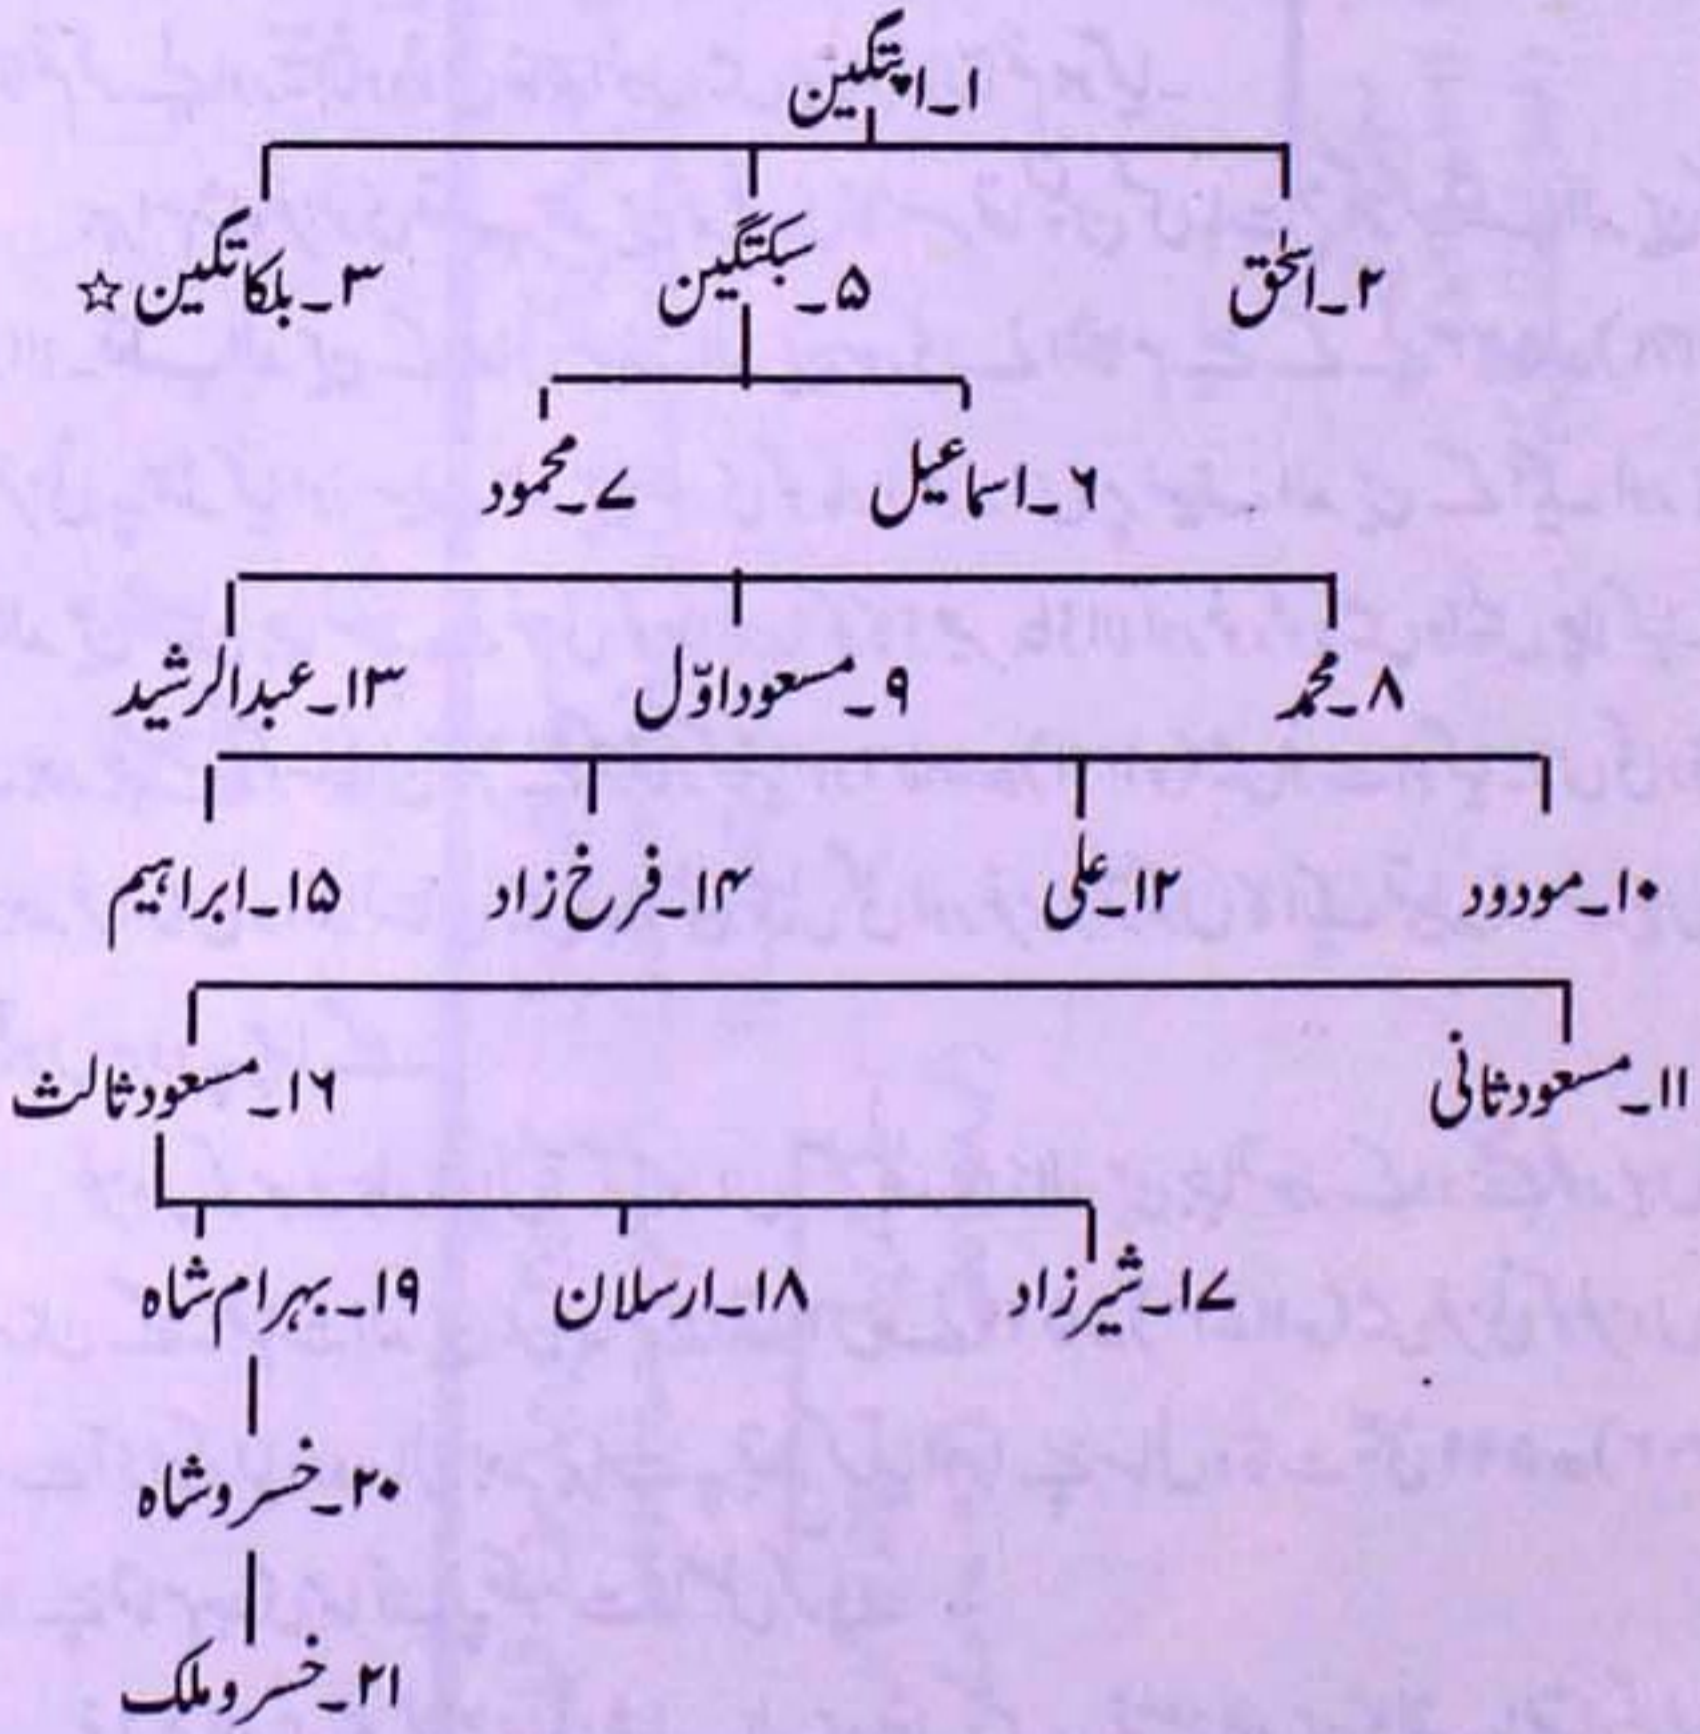 ۱۔اپتگین
۲۔اسحٰق ۵۔سبکتگین ۳۔بلکاتگین ☆
۶۔اسماعیل ۷۔محمود
۸۔محمد ۹۔مسعوداوّل ۱۳۔عبدالرشید
۱۰۔مودود ۱۲۔علی ۱۴۔فرخ زاد ۱۵۔ابراہیم
۱۱۔مسعودثانی ۱۶۔مسعودثالث
۱۷۔شیرزاد ۱۸۔ارسلان ۱۹۔بہرام شاہ
۲۰۔خسروشاہ
۲۱۔خسروملک